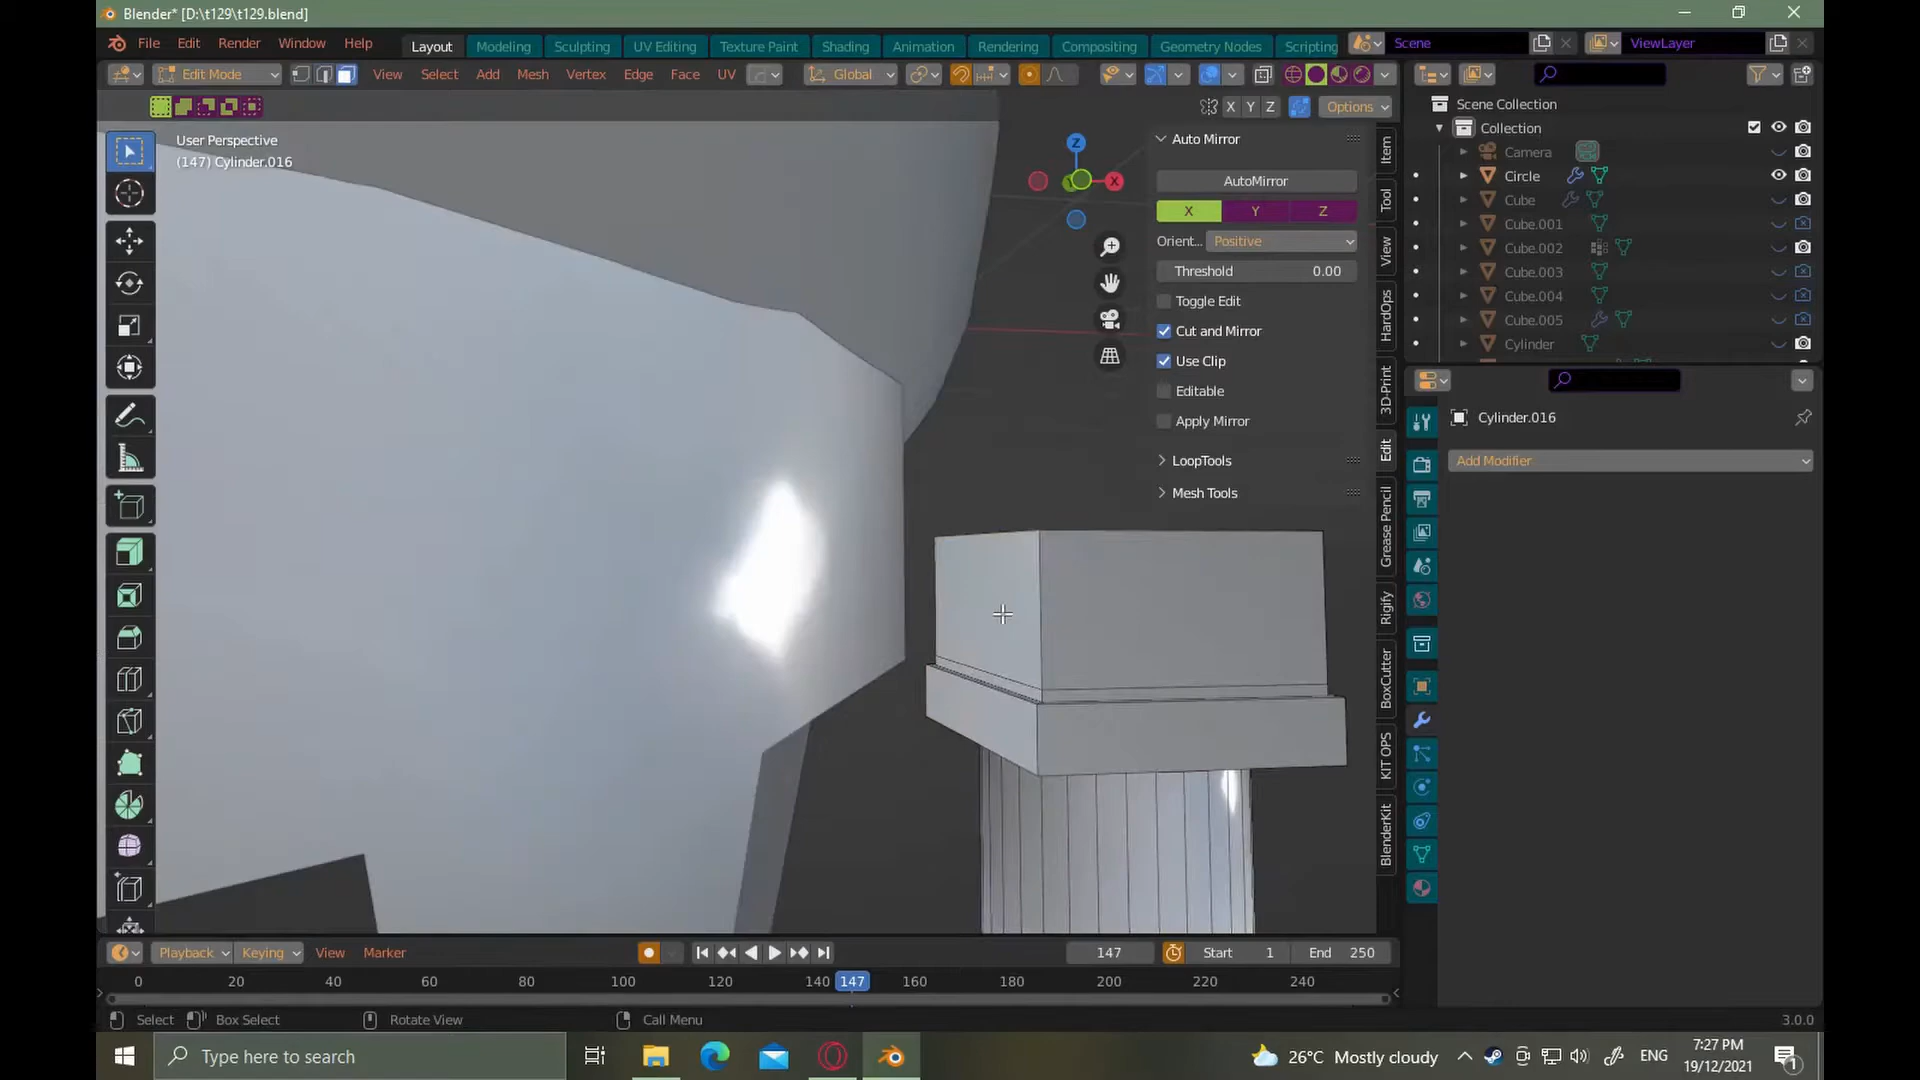 Blender* [D:\t129\t129.blend]
File Edit Render Window Help Layout Modeling Sculpting UV Editing Texture Paint Shading Animation Rendering Compositing Geometry Nodes Scripting Scene ViewLayer
Edit Mode View Select Add Mesh Vertex Edge Face UV Global
X Y Z Options
User Perspective
(147) Cylinder.016
Z
X
Auto Mirror
AutoMirror
X Y Z
Orient... Positive
Threshold 0.00
Toggle Edit
Cut and Mirror
Use Clip
Editable
Apply Mirror
LoopTools
Mesh Tools
Item
Tool
View
HardOps
3D-Print
Edit
Grease Pencil
Rigify
BoxCutter
KIT OPS
BlenderKit
Scene Collection
Collection
Camera
Circle
Cube
Cube.001
Cube.002
Cube.003
Cube.004
Cube.005
Cylinder
Cylinder.016
Add Modifier
Playback Keying View Marker 147 Start 1 End 250
0 20 40 60 80 100 120 140 147 160 180 200 220 240
Select Box Select Rotate View Call Menu 3.0.0
Type here to search 26°C Mostly cloudy ENG 7:27 PM
19/12/2021
1